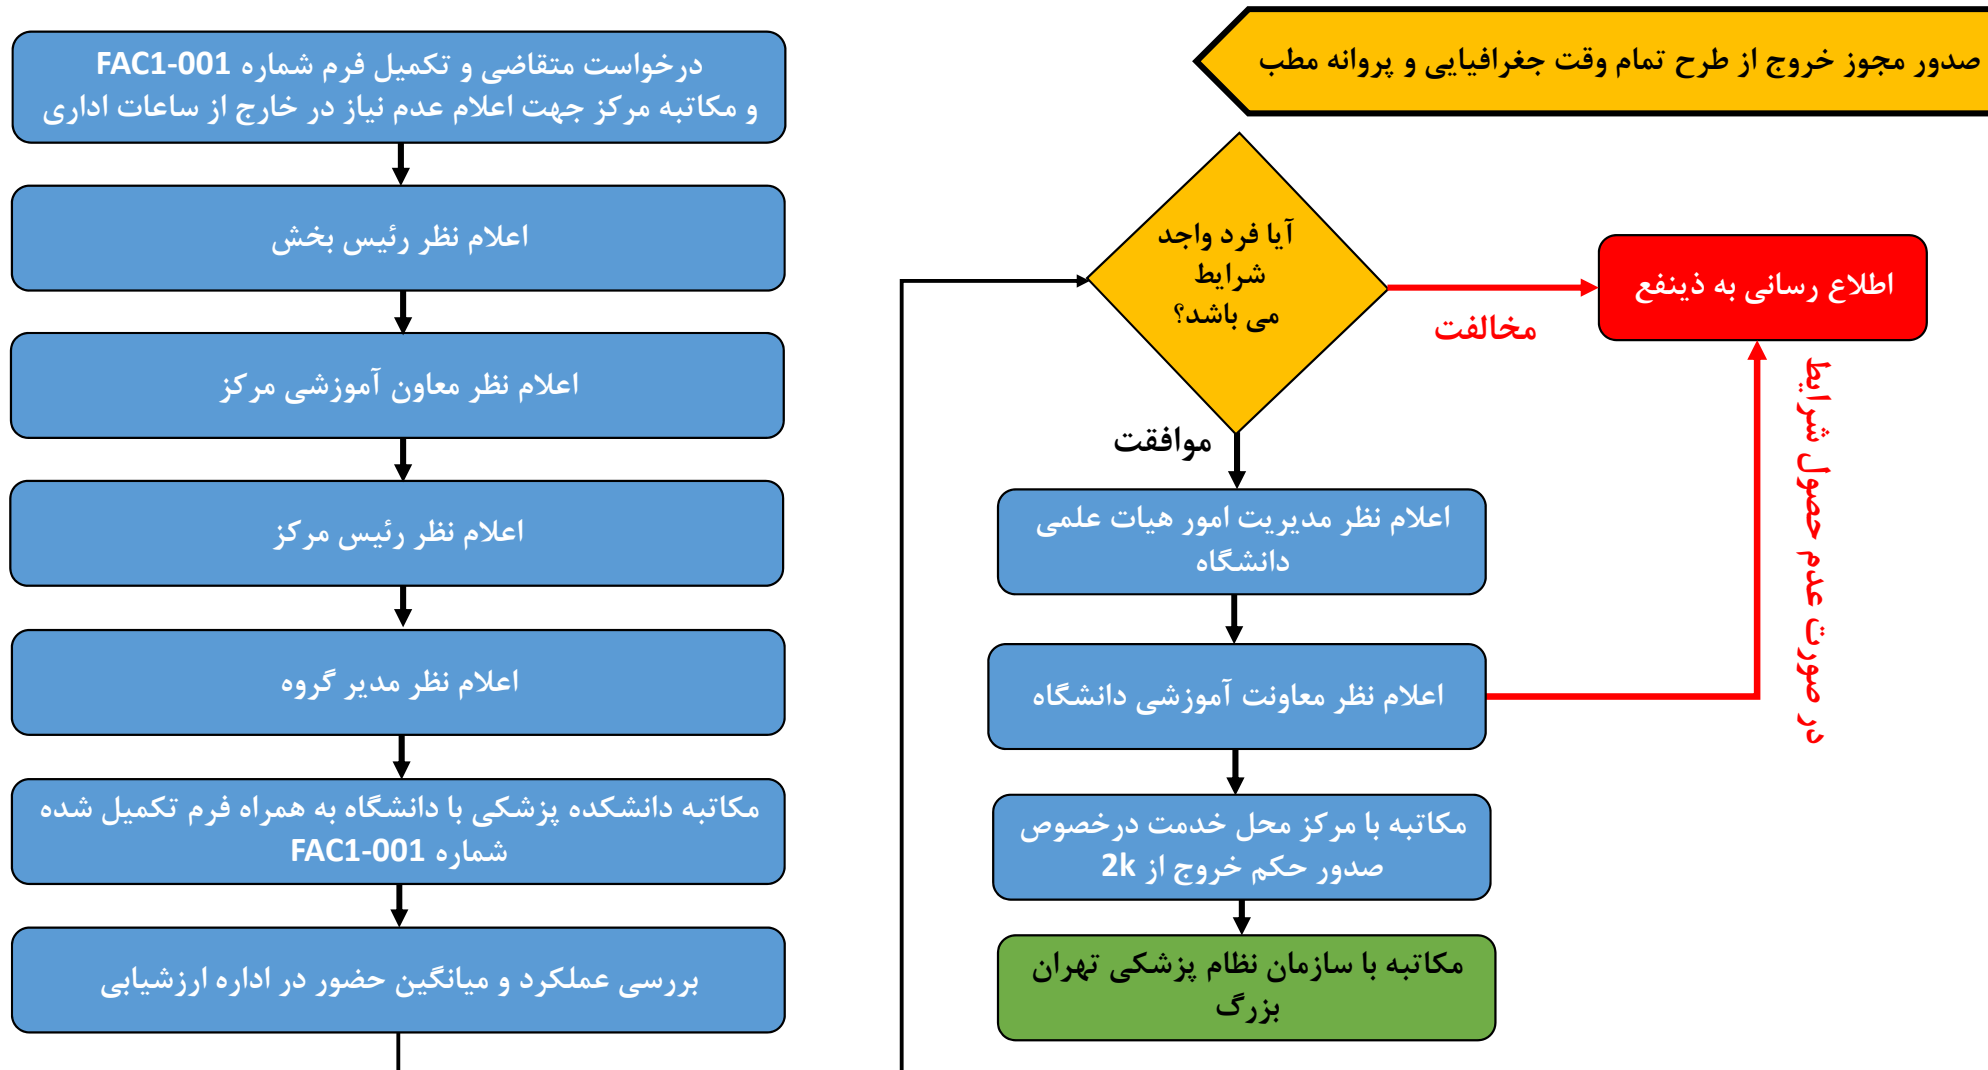 صدور مجوز خروج از طرح تمام وقت جغرافیایی و پروانه مطب
درخواست متقاضی و تکمیل فرم شماره FAC1-001
و مکاتبه مرکز جهت اعلام عدم نیاز در خارج از ساعات اداری
اعلام نظر رئیس بخش
اعلام نظر معاون آموزشی مرکز
اعلام نظر رئیس مرکز
اعلام نظر مدیر گروه
مکاتبه دانشکده پزشکی با دانشگاه به همراه فرم تکمیل شده
شماره FAC1-001
بررسی عملکرد و میانگین حضور در اداره ارزشیابی
آیا فرد واجد
شرایط
می باشد؟
مخالفت
اطلاع رسانی به ذینفع
موافقت
اعلام نظر مدیریت امور هیات علمی
دانشگاه
اعلام نظر معاونت آموزشی دانشگاه
در صورت عدم حصول شرایط
مکاتبه با مرکز محل خدمت درخصوص
صدور حکم خروج از 2k
مکاتبه با سازمان نظام پزشکی تهران
بزرگ